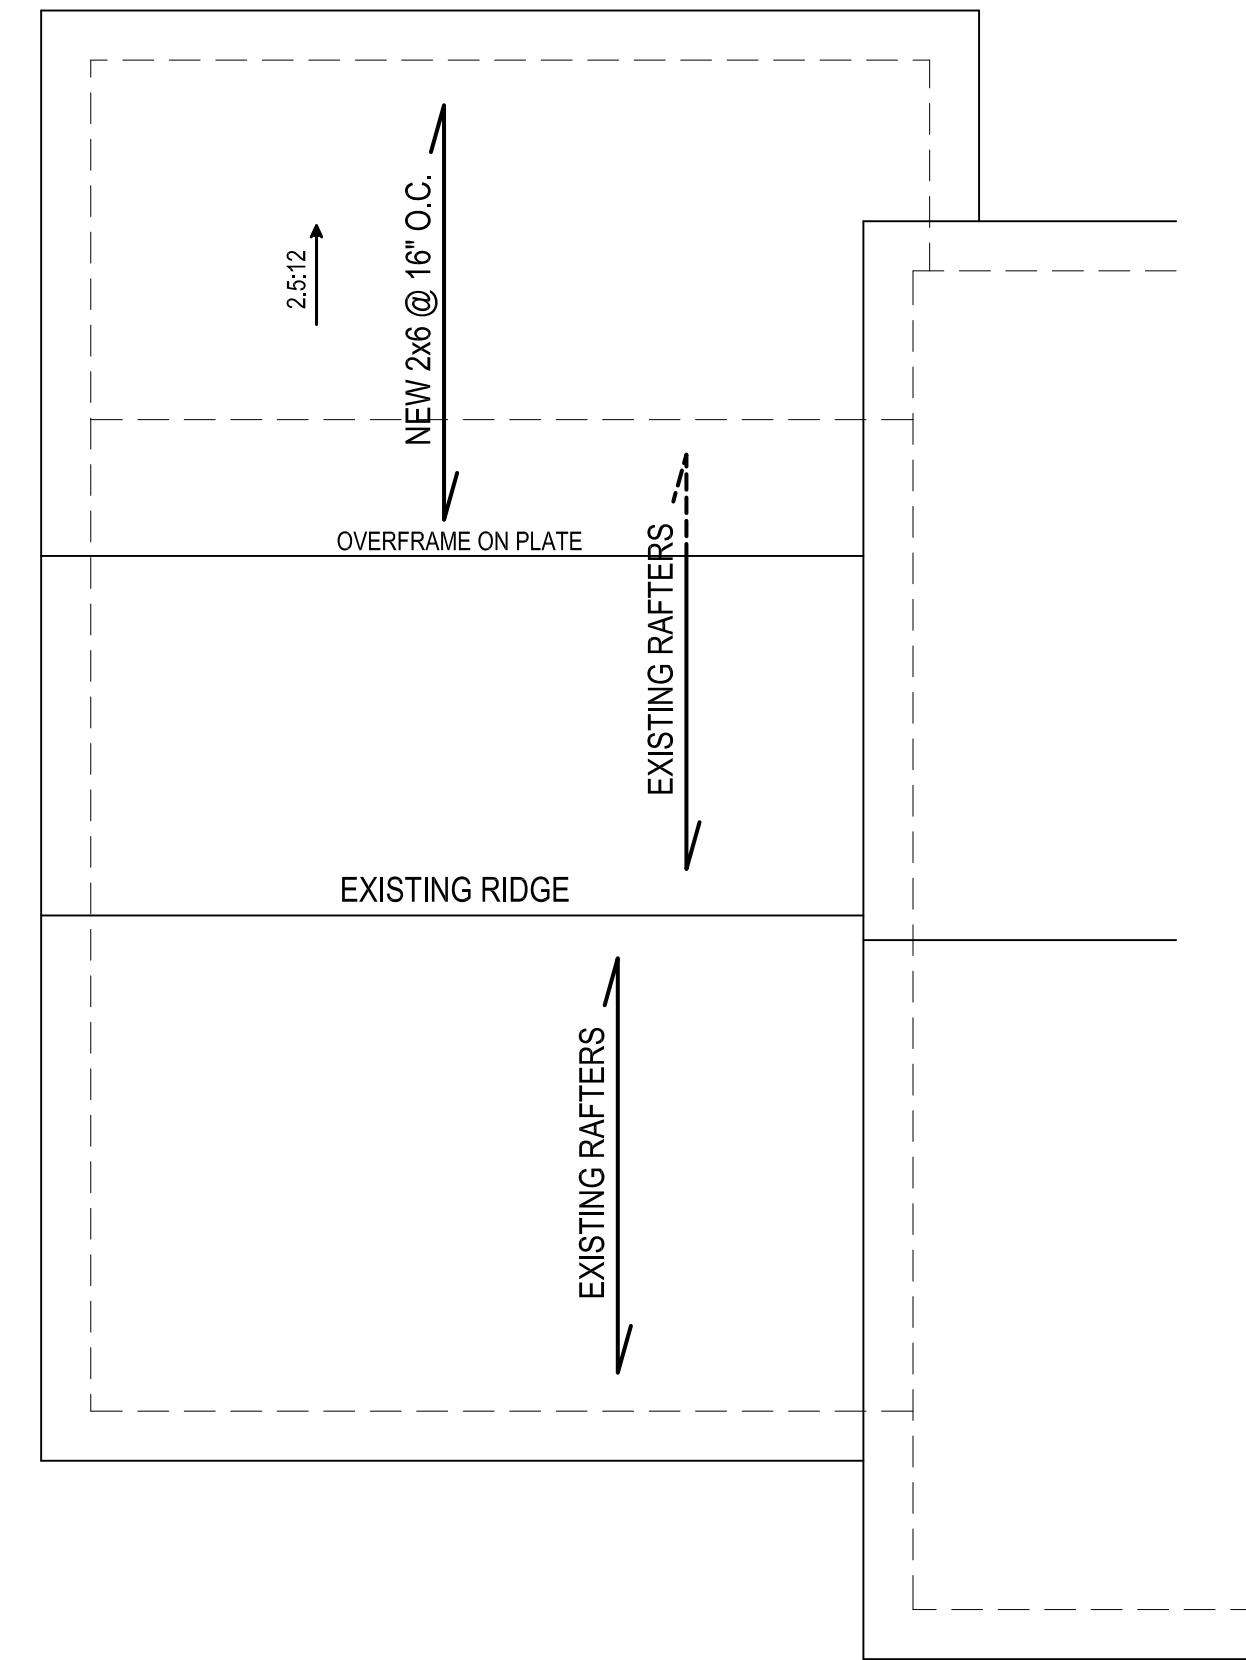 2.5:12
NEW 2x6 @ 16" O.C.
OVERFRAME ON PLATE
EXISTING RAFTERS
EXISTING RIDGE
EXISTING RAFTERS